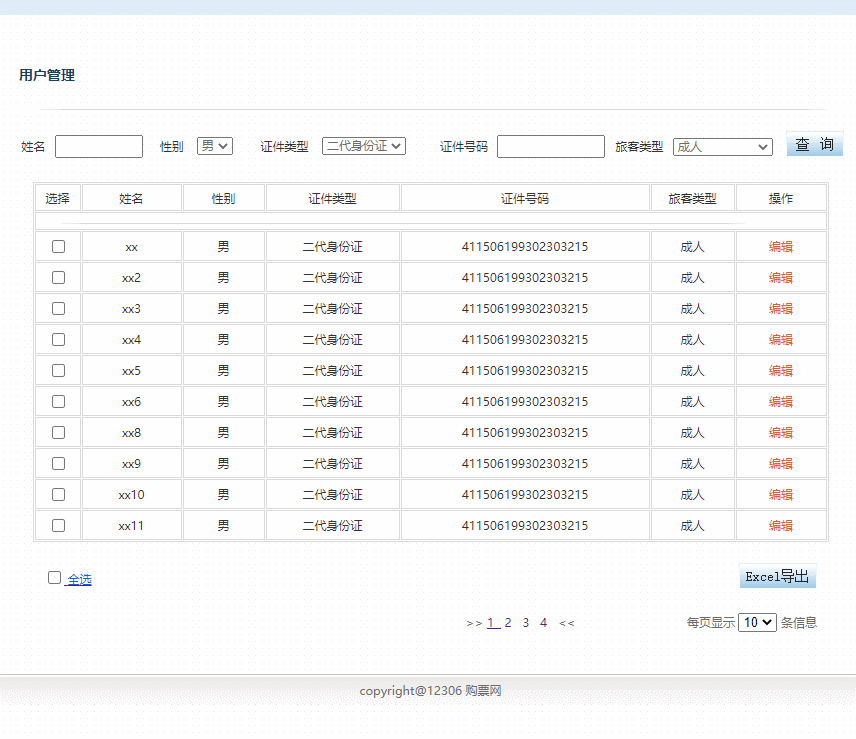 用户管理
姓名 性别 男 证件类型 二代身份证 证件号码 旅客类型 成人 查 询
选择 姓名 性别 证件类型 证件号码 旅客类型 操作
xx 男 二代身份证 411506199302303215 成人 编辑
xx2 男 二代身份证 411506199302303215 成人 编辑
xx3 男 二代身份证 411506199302303215 成人 编辑
xx4 男 二代身份证 411506199302303215 成人 编辑
xx5 男 二代身份证 411506199302303215 成人 编辑
xx6 男 二代身份证 411506199302303215 成人 编辑
xx8 男 二代身份证 411506199302303215 成人 编辑
xx9 男 二代身份证 411506199302303215 成人 编辑
xx10 男 二代身份证 411506199302303215 成人 编辑
xx11 男 二代身份证 411506199302303215 成人 编辑
全选 Excel导出
>> 1 2 3 4 << 每页显示 10 条信息
copyright@12306 购票网